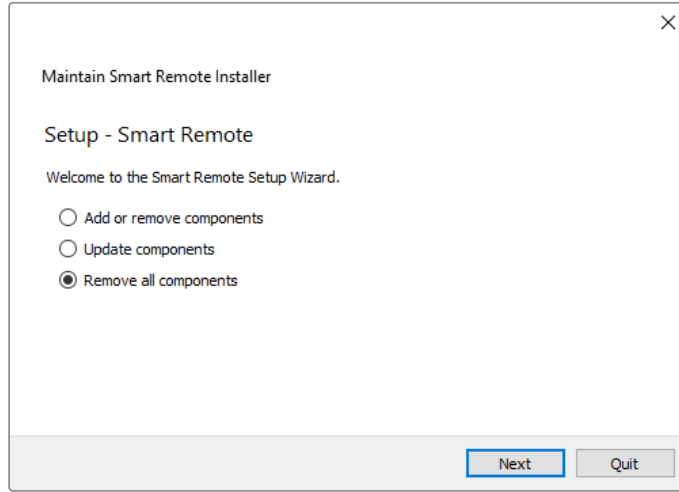 Maintain Smart Remote Installer
Setup - Smart Remote
Welcome to the Smart Remote Setup Wizard.
Add or remove components
Update components
Remove all components
Next
Quit